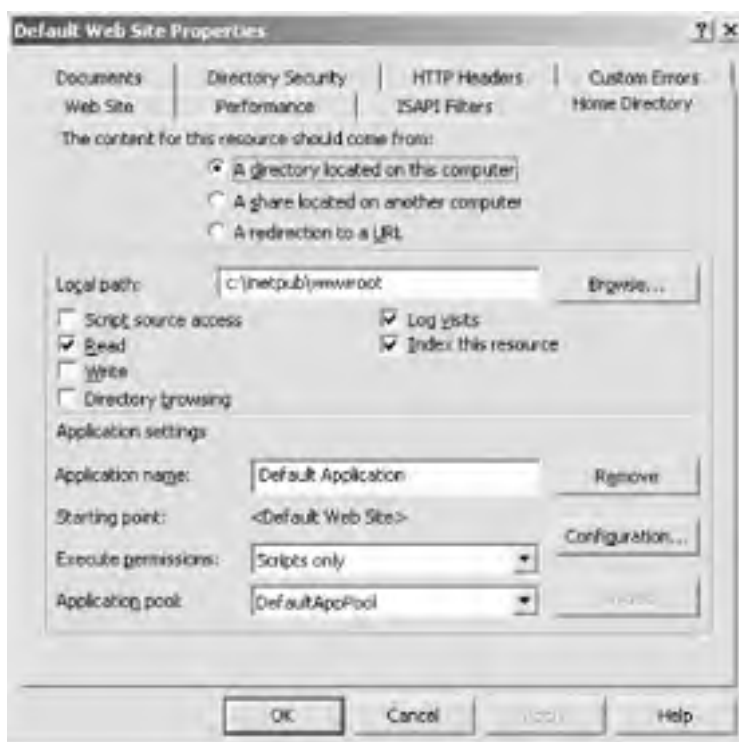 Default Web Site Properties ? X
Documents Directory Security HTTP Headers Custom Errors
Web Site Performance ISAPI Filters Home Directory
The content for this resource should come from:
A directory located on this computer
A share located on another computer
A redirection to a URL
Local path: c:\inetpub\wwwroot Browse...
Script source access Log visits
Read Index this resource
Write
Directory browsing
Application settings
Application name: Default Application Remove
Starting point: <Default Web Site>
Configuration...
Execute permissions: Scripts only
Application pool: DefaultAppPool
OK Cancel Help